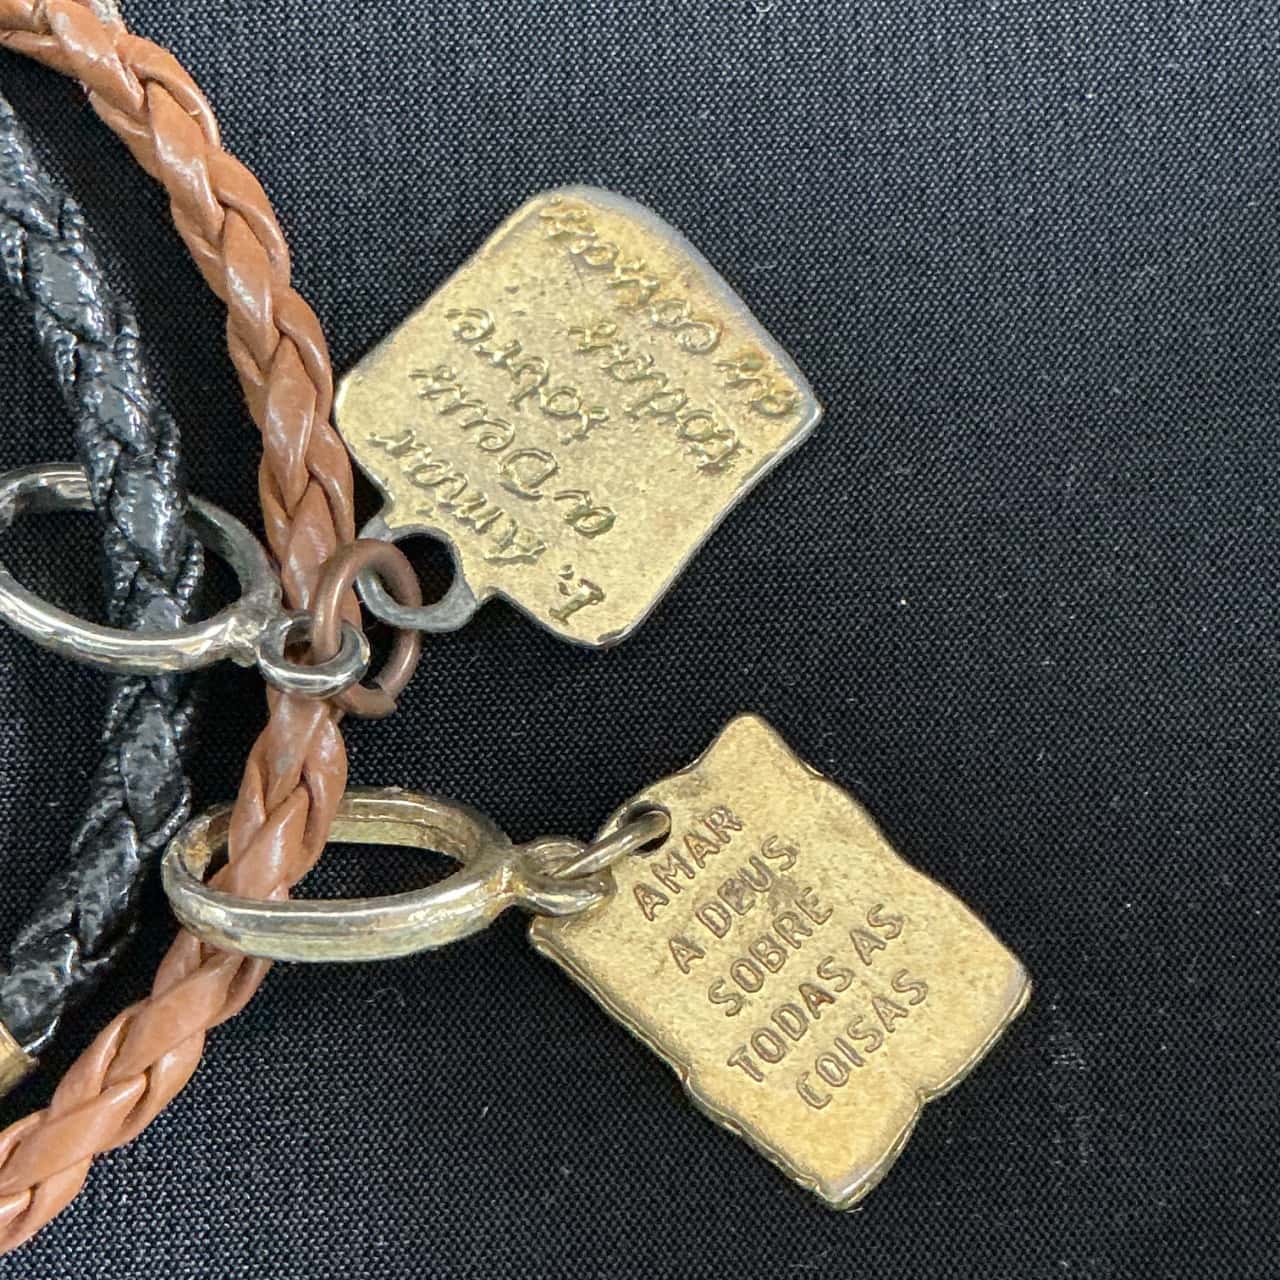 1. Amar
a Deus
sobre
todas
as coisas
AMAR
A DEUS
SOBRE
TODAS AS
COISAS